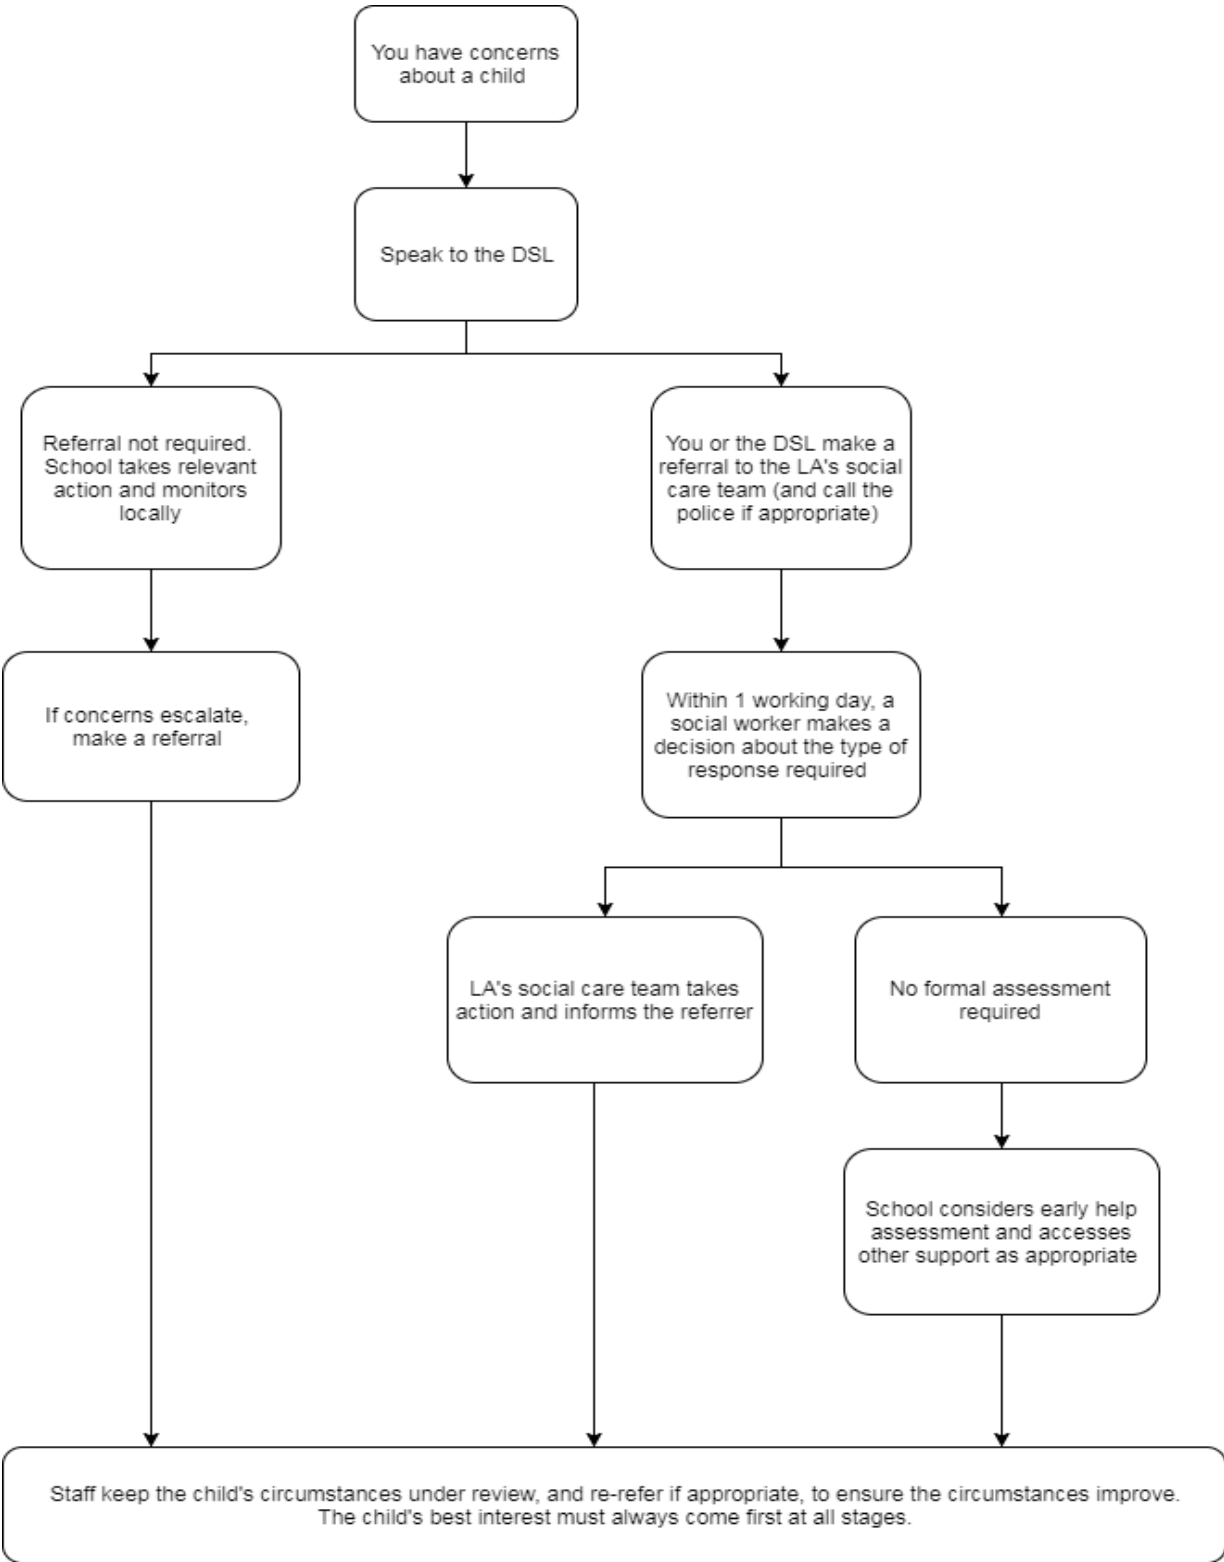 You have concerns
about a child
Speak to the DSL
Referral not required.
School takes relevant
action and monitors
locally
You or the DSL make a
referral to the LA's social
care team (and call the
police if appropriate)
If concerns escalate,
make a referral
Within 1 working day, a
social worker makes a
decision about the type of
response required
LA's social care team takes
action and informs the referrer
No formal assessment
required
School considers early help
assessment and accesses
other support as appropriate
Staff keep the child's circumstances under review, and re-refer if appropriate, to ensure the circumstances improve.
The child's best interest must always come first at all stages.